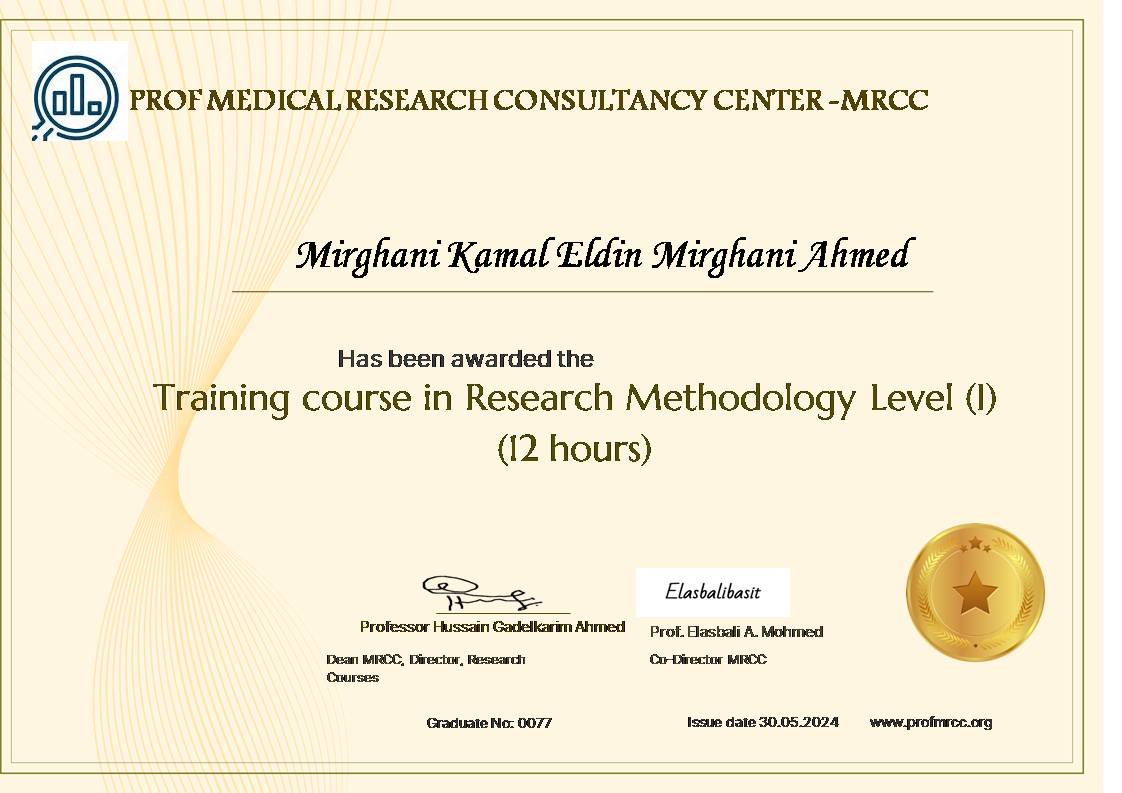 PROF MEDICAL RESEARCH CONSULTANCY CENTER -MRCC
Mirghani Kamal Eldin Mirghani Ahmed
Has been awarded the
Training course in Research Methodology Level (I)
(12 hours)
Elasbalibasit
Professor Hussain Gadelkarim Ahmed
Prof. Elasbali A. Mohmed
Dean MRCC, Director, Research
Courses
Co-Director MRCC
Graduate No: 0077
Issue date 30.05.2024
www.profmrcc.org